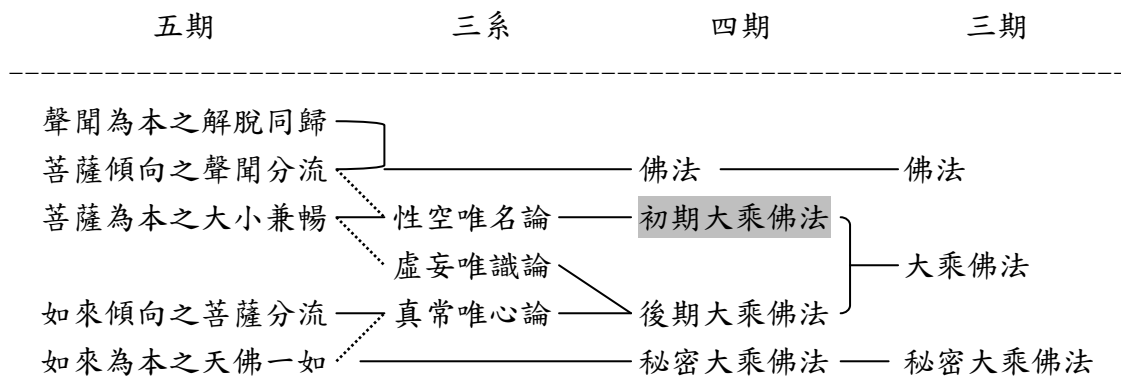 五期 三系 四期 三期
聲聞為本之解脫同歸
菩薩傾向之聲聞分流 佛法 佛法
菩薩為本之大小兼暢 性空唯名論 初期大乘佛法
虛妄唯識論 大乘佛法
如來傾向之菩薩分流 真常唯心論 後期大乘佛法
如來為本之天佛一如 秘密大乘佛法 秘密大乘佛法